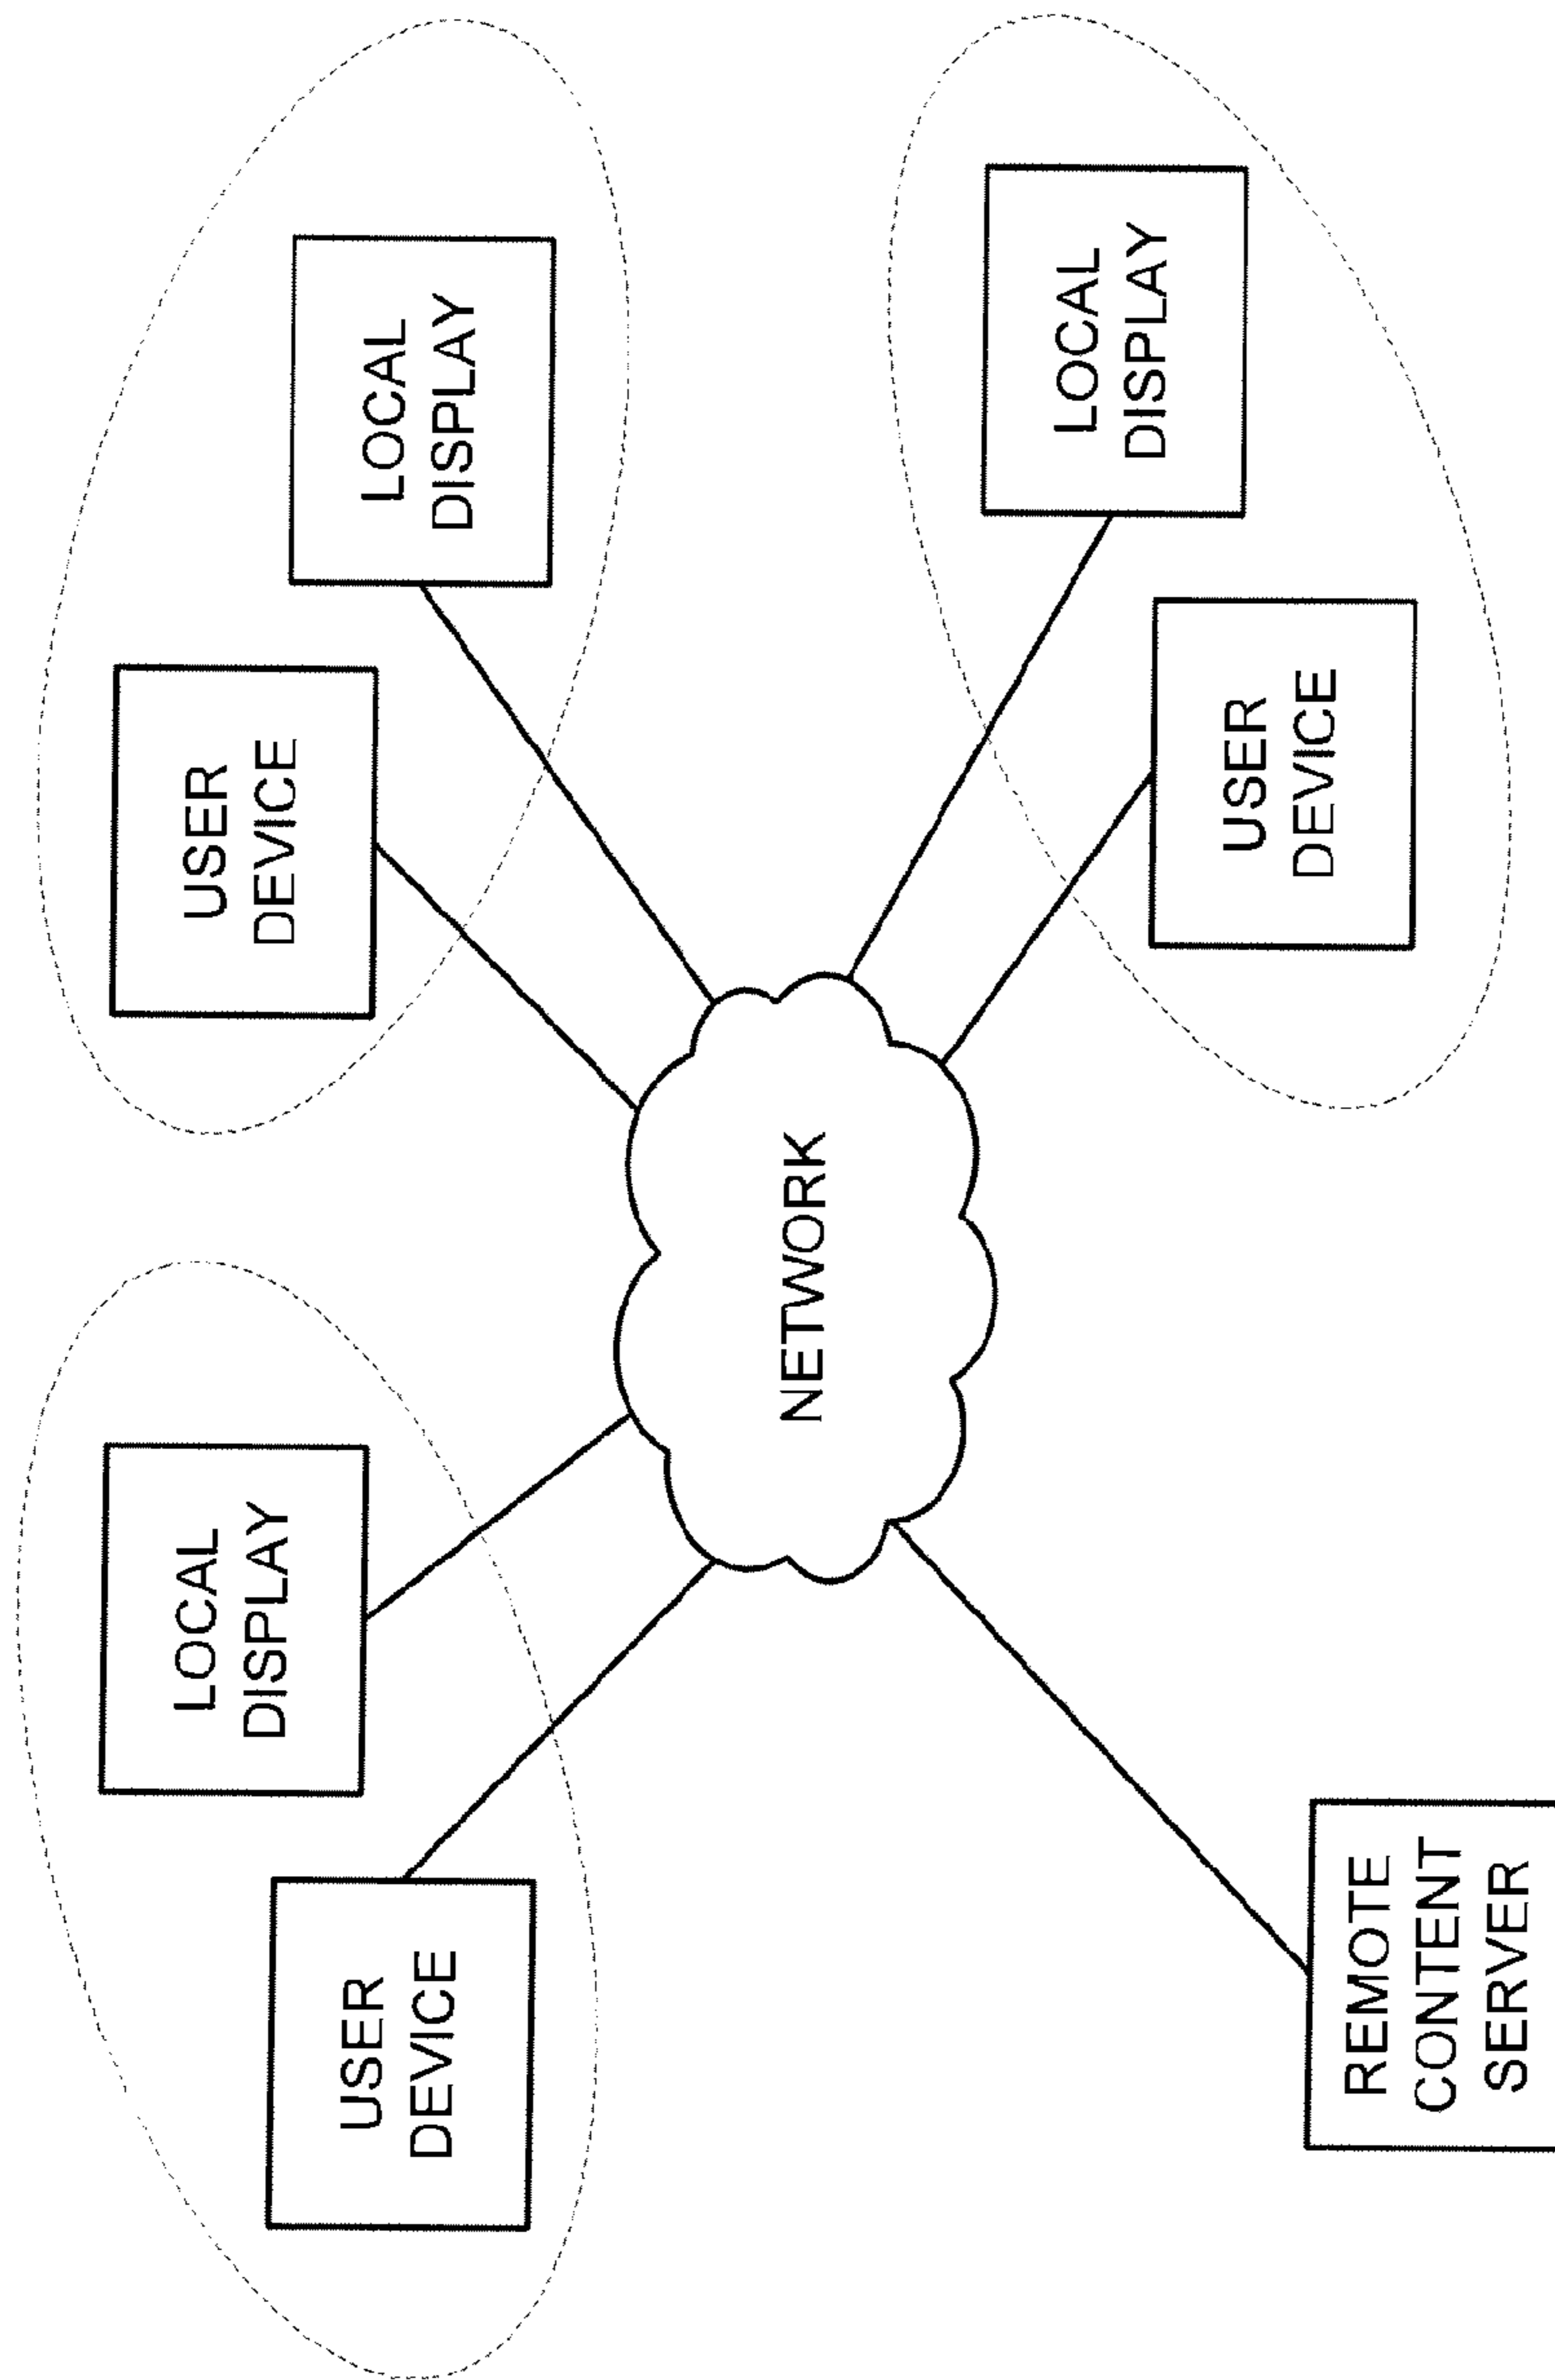 LOCAL
DISPLAY
USER
DEVICE
USER
DEVICE
LOCAL
DISPLAY
NETWORK
LOCAL
DISPLAY
USER
DEVICE
REMOTE
CONTENT
SERVER